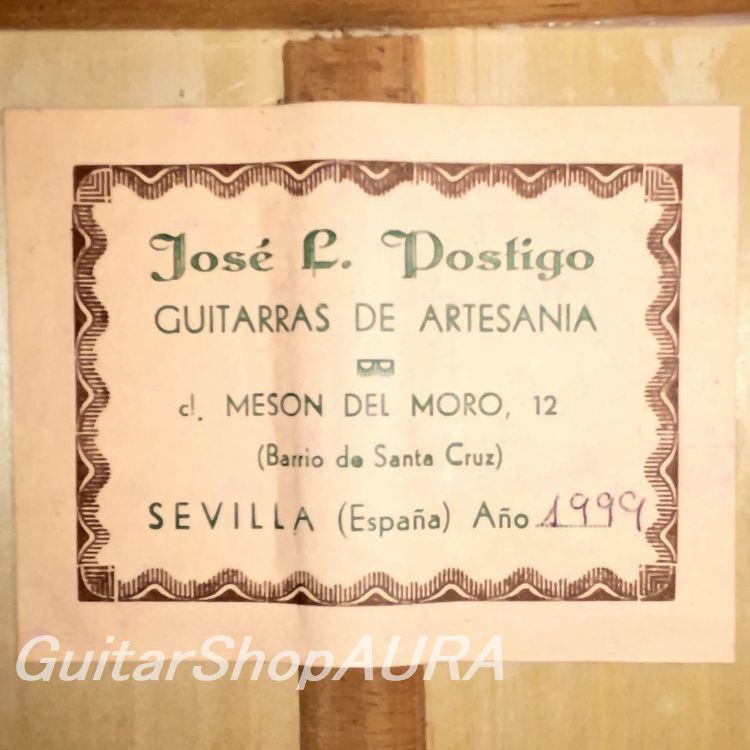 José L. Postigo
GUITARRAS DE ARTESANIA
c/. MESON DEL MORO, 12
(Barrio de Santa Cruz)
SEVILLA (España) Año 1999
GuitarShopAURA